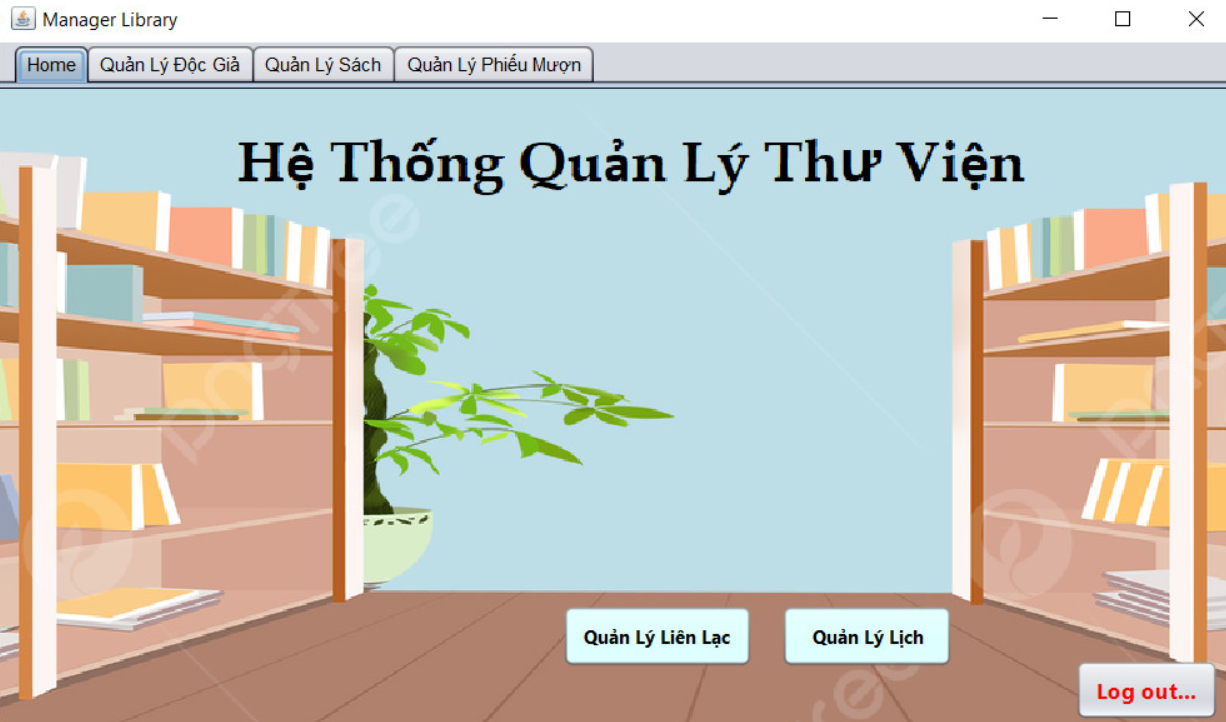 Manager Library
Home Quản Lý Độc Giả Quản Lý Sách Quản Lý Phiếu Mượn
Hệ Thống Quản Lý Thư Viện
pngtree
Quản Lý Liên Lạc Quản Lý Lịch
Log out...